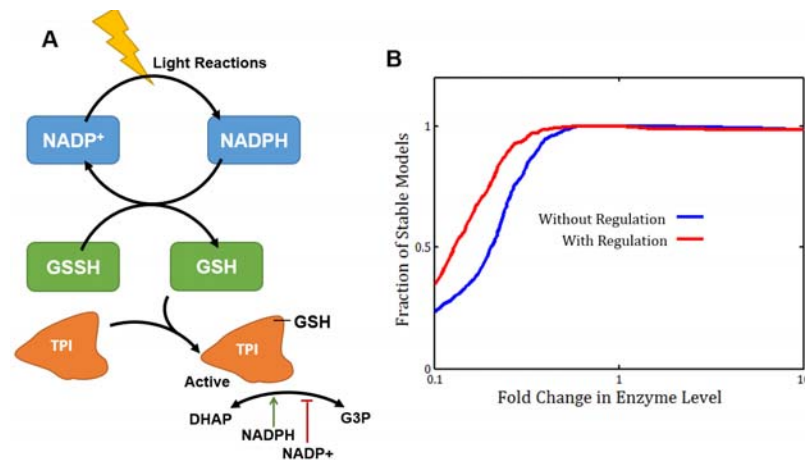 A
Light Reactions
NADP+
NADPH
GSSH
GSH
TPI
TPI
GSH
Active
DHAP
G3P
NADPH
NADP+
B
Fraction of Stable Models
1
0.5
0
Without Regulation
With Regulation
0.1
1
10
Fold Change in Enzyme Level